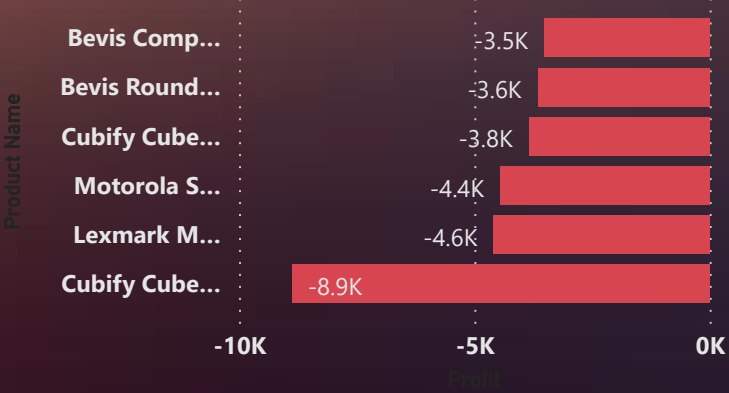 Product Name
Bevis Comp... -3.5K
Bevis Round... -3.6K
Cubify Cube... -3.8K
Motorola S... -4.4K
Lexmark M... -4.6K
Cubify Cube... -8.9K
-10K -5K 0K
Profit